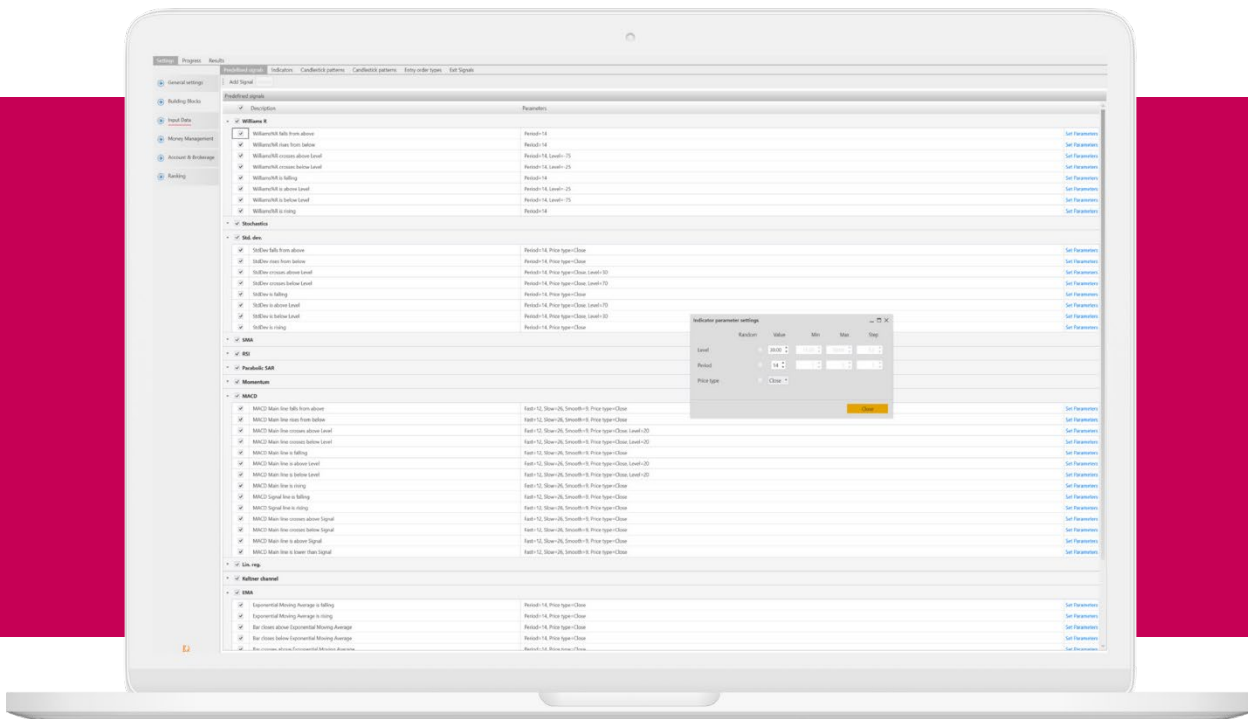 Settings Progress Results
Predefined signals Indicators Candlestick patterns Candlestick patterns Entry order types Exit Signals
General settings
Building Blocks
Input Data
Money Management
Account & Brokerage
Ranking
Add Signal
Predefined signals
Description Parameters
Williams R
Williams%R falls from above Period=14 Set Parameters
Williams%R rises from below Period=14 Set Parameters
Williams%R crosses above Level Period=14, Level=-75 Set Parameters
Williams%R crosses below Level Period=14, Level=-25 Set Parameters
Williams%R is falling Period=14 Set Parameters
Williams%R is above Level Period=14, Level=-25 Set Parameters
Williams%R is below Level Period=14, Level=-75 Set Parameters
Williams%R is rising Period=14 Set Parameters
Stochastics
Std. dev.
StdDev falls from above Period=14, Price type=Close Set Parameters
StdDev rises from below Period=14, Price type=Close Set Parameters
StdDev crosses above Level Period=14, Price type=Close, Level=30 Set Parameters
StdDev crosses below Level Period=14, Price type=Close, Level=70 Set Parameters
StdDev is falling Period=14, Price type=Close Set Parameters
StdDev is above Level Period=14, Price type=Close, Level=70 Set Parameters
StdDev is below Level Period=14, Price type=Close, Level=30 Set Parameters
StdDev is rising Period=14, Price type=Close Set Parameters
SMA
RSI
Parabolic SAR
Momentum
MACD
Indicator parameter settings
Random Value Min Max Step
Level 30.00
Period 14
Price type Close
Close
MACD Main line falls from above Fast=12, Slow=26, Smooth=9, Price type=Close Set Parameters
MACD Main line rises from below Fast=12, Slow=26, Smooth=9, Price type=Close Set Parameters
MACD Main line crosses above Level Fast=12, Slow=26, Smooth=9, Price type=Close, Level=20 Set Parameters
MACD Main line crosses below Level Fast=12, Slow=26, Smooth=9, Price type=Close, Level=20 Set Parameters
MACD Main line is falling Fast=12, Slow=26, Smooth=9, Price type=Close Set Parameters
MACD Main line is above Level Fast=12, Slow=26, Smooth=9, Price type=Close, Level=20 Set Parameters
MACD Main line is below Level Fast=12, Slow=26, Smooth=9, Price type=Close, Level=20 Set Parameters
MACD Main line is rising Fast=12, Slow=26, Smooth=9, Price type=Close Set Parameters
MACD Signal line is falling Fast=12, Slow=26, Smooth=9, Price type=Close Set Parameters
MACD Signal line is rising Fast=12, Slow=26, Smooth=9, Price type=Close Set Parameters
MACD Main line crosses above Signal Fast=12, Slow=26, Smooth=9, Price type=Close Set Parameters
MACD Main line crosses below Signal Fast=12, Slow=26, Smooth=9, Price type=Close Set Parameters
MACD Main line is above Signal Fast=12, Slow=26, Smooth=9, Price type=Close Set Parameters
MACD Main line is lower than Signal Fast=12, Slow=26, Smooth=9, Price type=Close Set Parameters
Lin. reg.
Keltner channel
EMA
Exponential Moving Average is falling Period=14, Price type=Close Set Parameters
Exponential Moving Average is rising Period=14, Price type=Close Set Parameters
Bar closes above Exponential Moving Average Period=14, Price type=Close Set Parameters
Bar closes below Exponential Moving Average Period=14, Price type=Close Set Parameters
Bar crosses above Exponential Moving Average Period=14, Price type=Close Set Parameters